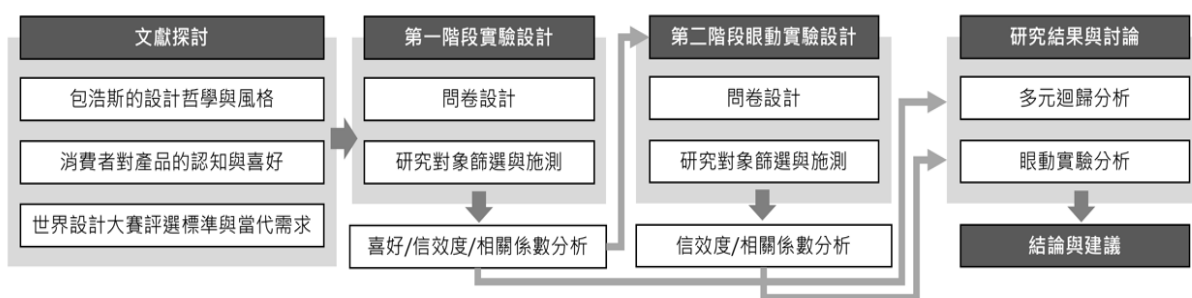 文獻探討
包浩斯的設計哲學與風格
消費者對產品的認知與喜好
世界設計大賽評選標準與當代需求
第一階段實驗設計
問卷設計
研究對象篩選與施測
喜好/信效度/相關係數分析
第二階段眼動實驗設計
問卷設計
研究對象篩選與施測
信效度/相關係數分析
研究結果與討論
多元迴歸分析
眼動實驗分析
結論與建議